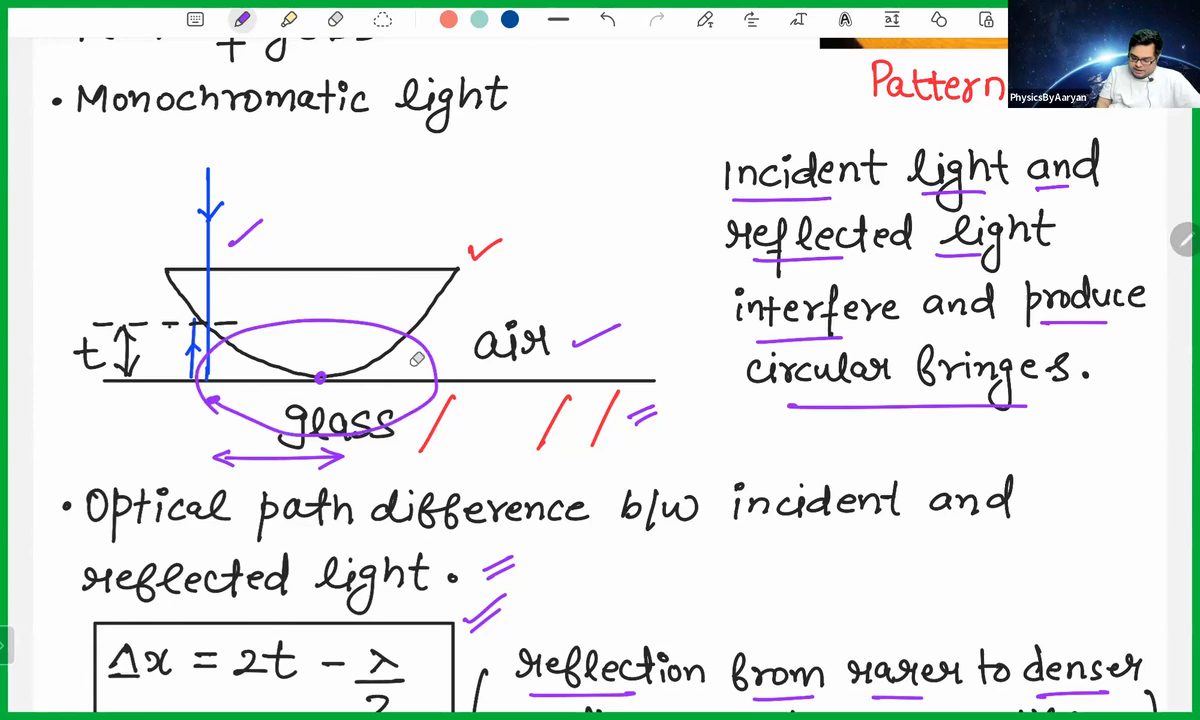 • Monochromatic light
Pattern
PhysicsByAaryan
Incident light and
reflected light
interfere and produce
circular fringes.
t
air
glass
• Optical path difference b/w incident and
reflected light.
Δx = 2t - λ/2
( reflection from rarer to denser